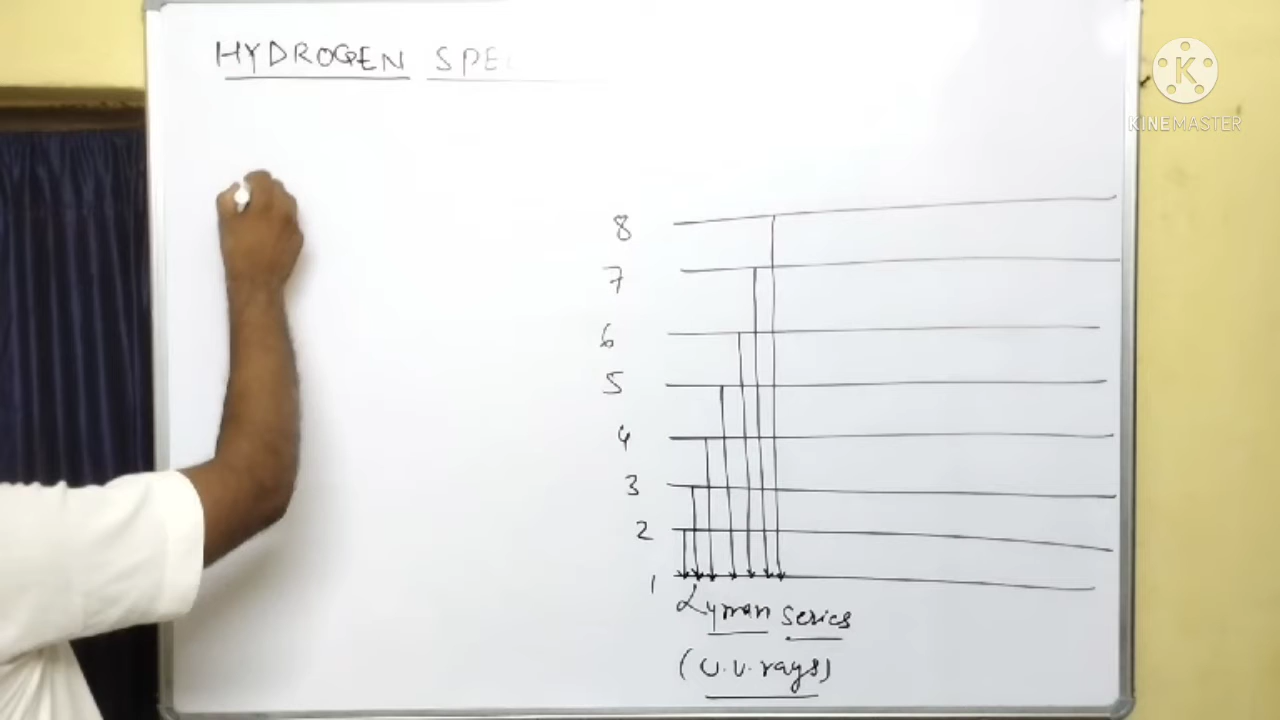 HYDROGEN SPE
KINEMASTER
8
7
6
5
4
3
2
1
Lyman Series
(U.V. rays)